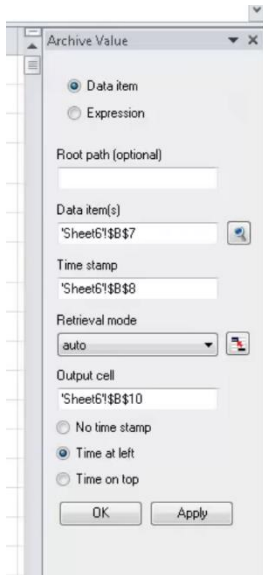 Archive Value
Data item
Expression
Root path (optional)
Data item(s)
'Sheet6'!$B$7
Time stamp
'Sheet6'!$B$8
Retrieval mode
auto
Output cell
'Sheet6'!$B$10
No time stamp
Time at left
Time on top
OK Apply